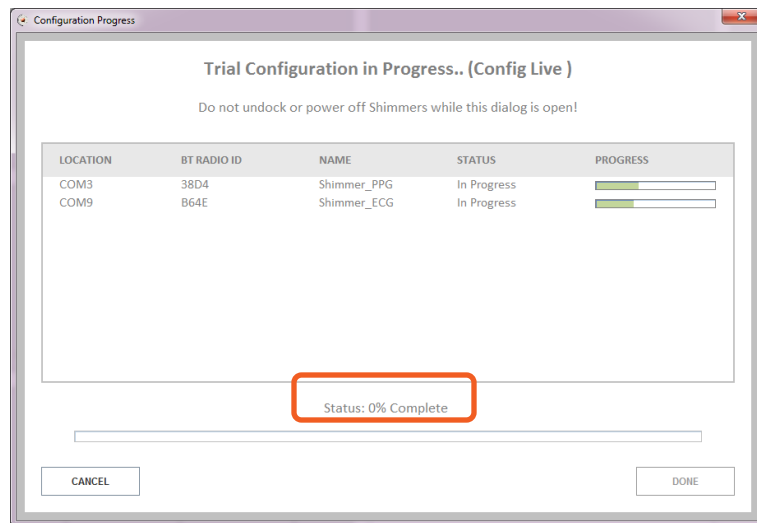 Configuration Progress
Trial Configuration in Progress.. (Config Live )
Do not undock or power off Shimmers while this dialog is open!
LOCATION BT RADIO ID NAME STATUS PROGRESS
COM3 38D4 Shimmer_PPG In Progress
COM9 B64E Shimmer_ECG In Progress
Status: 0% Complete
CANCEL DONE